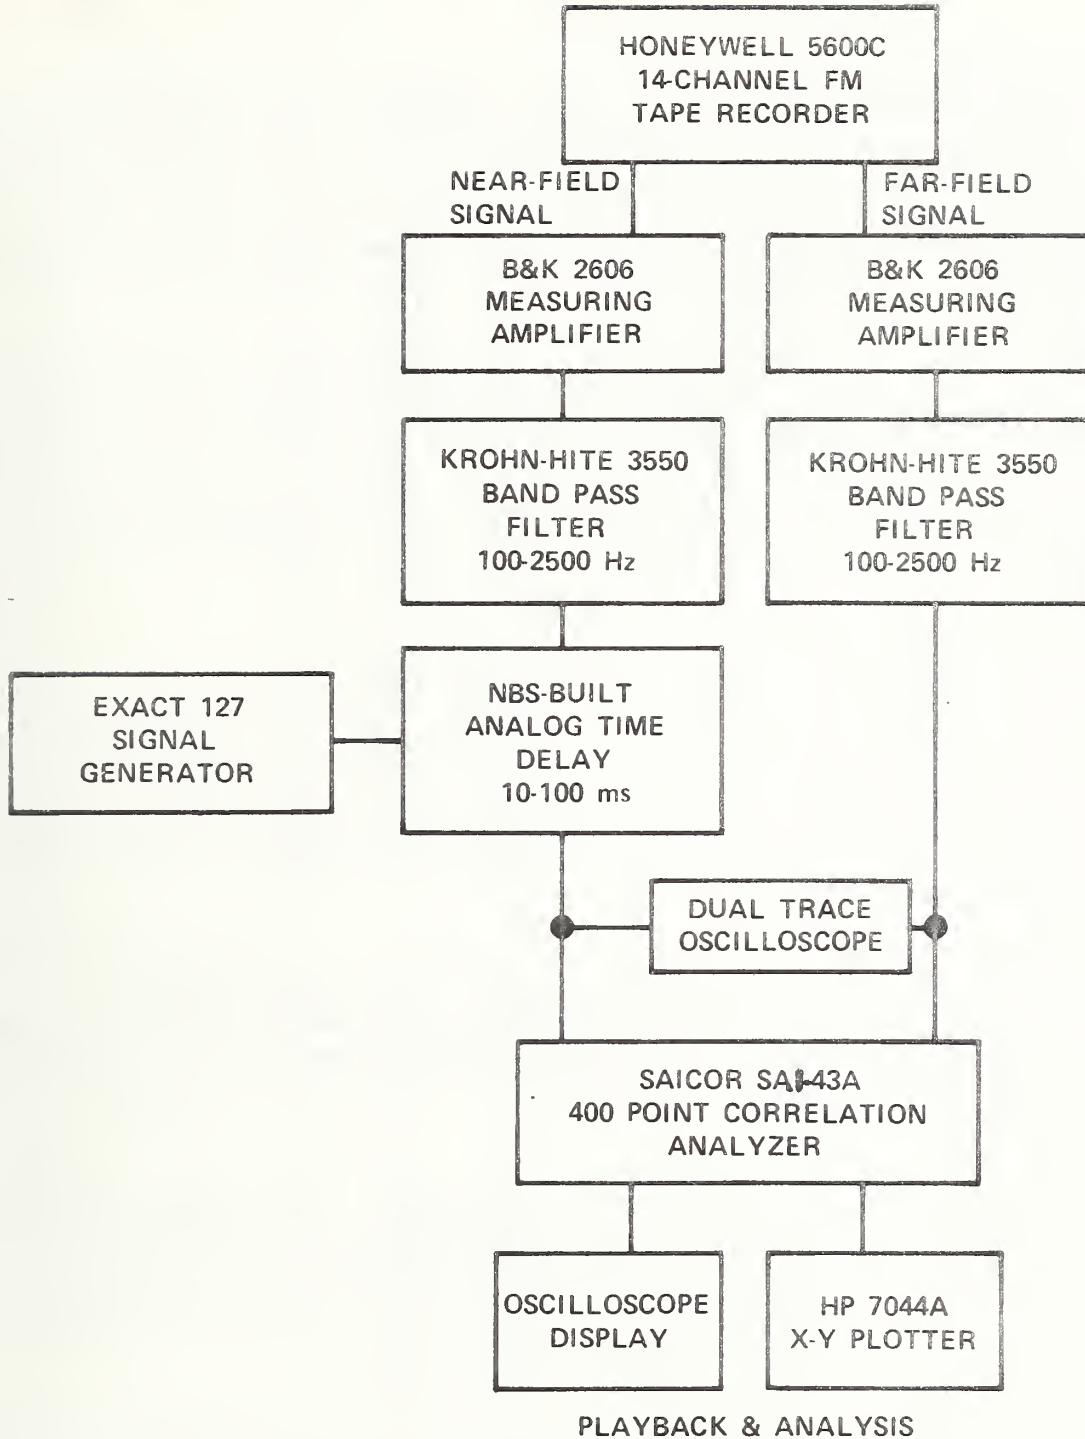 HONEYWELL 5600C
14-CHANNEL FM
TAPE RECORDER
NEAR-FIELD
SIGNAL
FAR-FIELD
SIGNAL
B&K 2606
MEASURING
AMPLIFIER
B&K 2606
MEASURING
AMPLIFIER
KROHN-HITE 3550
BAND PASS
FILTER
100-2500 Hz
KROHN-HITE 3550
BAND PASS
FILTER
100-2500 Hz
EXACT 127
SIGNAL
GENERATOR
NBS-BUILT
ANALOG TIME
DELAY
10-100 ms
DUAL TRACE
OSCILLOSCOPE
SAICOR SAI-43A
400 POINT CORRELATION
ANALYZER
OSCILLOSCOPE
DISPLAY
HP 7044A
X-Y PLOTTER
PLAYBACK & ANALYSIS